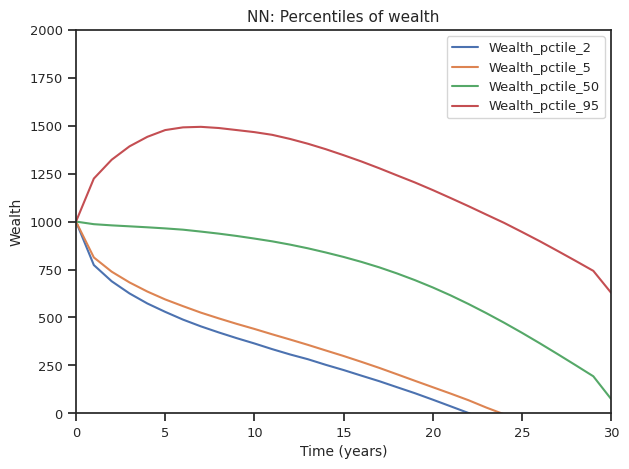 NN: Percentiles of wealth
Wealth_pctile_2
Wealth_pctile_5
Wealth_pctile_50
Wealth_pctile_95
Wealth
2000
1750
1500
1250
1000
750
500
250
0
0 5 10 15 20 25 30
Time (years)